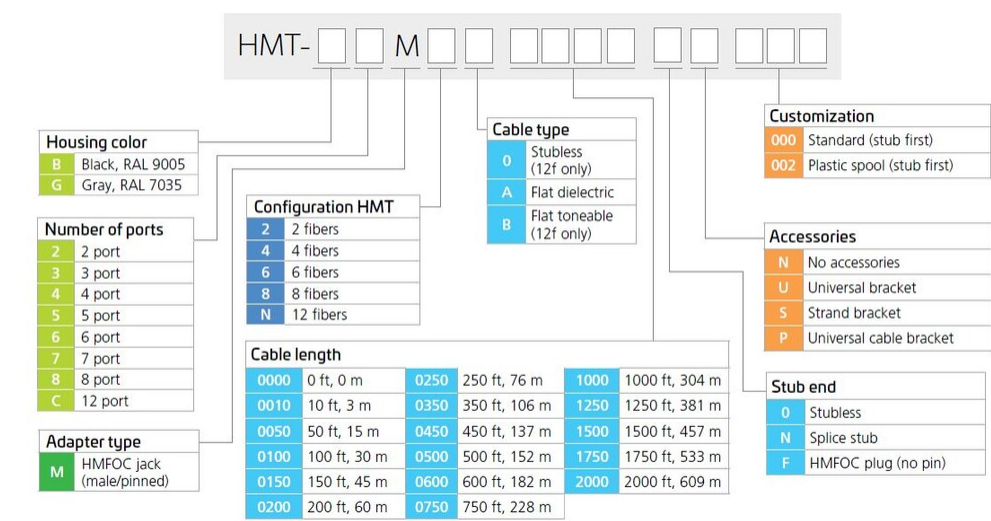 HMT- M
Housing color
B Black, RAL 9005
G Gray, RAL 7035
Number of ports
2 2 port
3 3 port
4 4 port
5 5 port
6 6 port
7 7 port
8 8 port
C 12 port
Adapter type
M HMFOC jack
(male/pinned)
Configuration HMT
2 2 fibers
4 4 fibers
6 6 fibers
8 8 fibers
N 12 fibers
Cable type
0 Stubless
(12f only)
A Flat dielectric
B Flat toneable
(12f only)
Cable length
0000 0 ft, 0 m 0250 250 ft, 76 m 1000 1000 ft, 304 m
0010 10 ft, 3 m 0350 350 ft, 106 m 1250 1250 ft, 381 m
0050 50 ft, 15 m 0450 450 ft, 137 m 1500 1500 ft, 457 m
0100 100 ft, 30 m 0500 500 ft, 152 m 1750 1750 ft, 533 m
0150 150 ft, 45 m 0600 600 ft, 182 m 2000 2000 ft, 609 m
0200 200 ft, 60 m 0750 750 ft, 228 m
Customization
000 Standard (stub first)
002 Plastic spool (stub first)
Accessories
N No accessories
U Universal bracket
S Strand bracket
P Universal cable bracket
Stub end
0 Stubless
N Splice stub
F HMFOC plug (no pin)